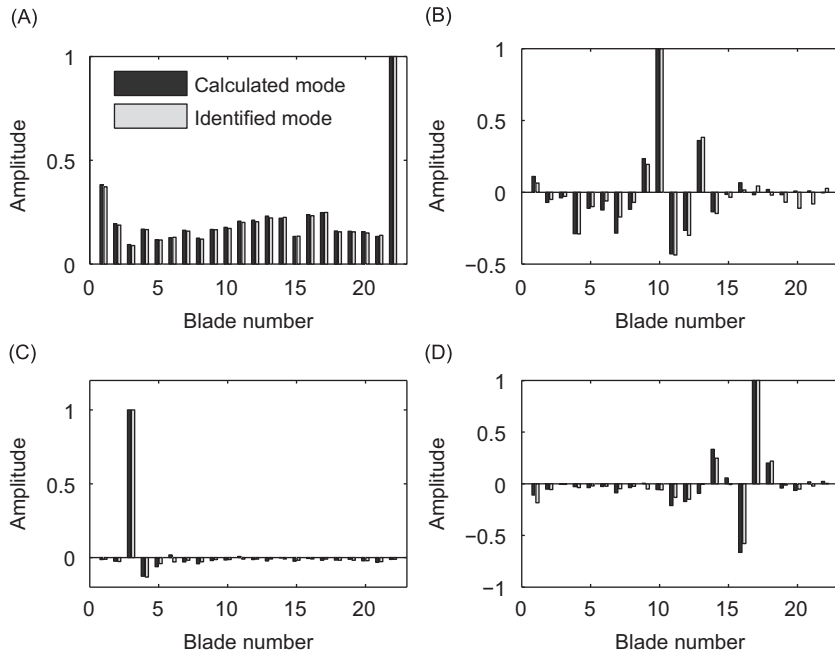 (A)
1
0.5
0
Amplitude
Calculated mode
Identified mode
0 5 10 15 20
Blade number
(B)
1
0.5
0
−0.5
Amplitude
0 5 10 15 20
Blade number
(C)
1
0.5
0
Amplitude
0 5 10 15 20
Blade number
(D)
1
0.5
0
−0.5
−1
Amplitude
0 5 10 15 20
Blade number